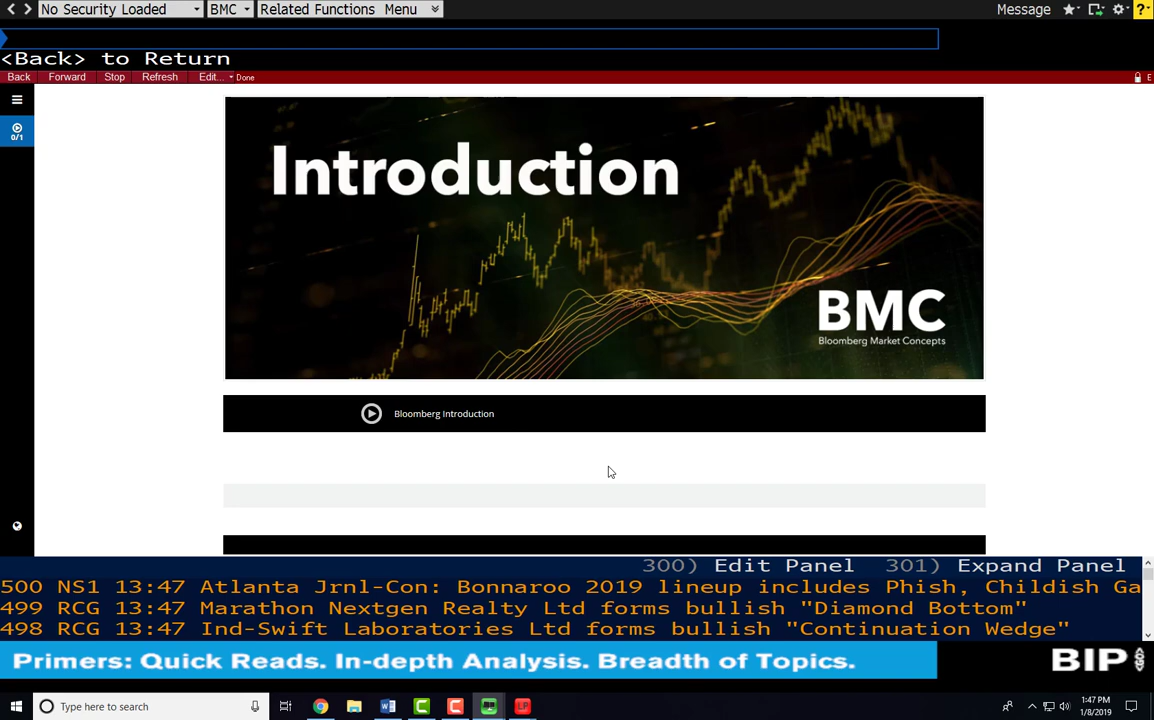 No Security Loaded BMC Related Functions Menu Message
<Back> to Return
Back Forward Stop Refresh Edit... Done E
0/1
Introduction
BMC
Bloomberg Market Concepts
Bloomberg Introduction
300) Edit Panel 301) Expand Panel
500 NS1 13:47 Atlanta Jrnl-Con: Bonnaroo 2019 lineup includes Phish, Childish Ga
499 RCG 13:47 Marathon Nextgen Realty Ltd forms bullish "Diamond Bottom"
498 RCG 13:47 Ind-Swift Laboratories Ltd forms bullish "Continuation Wedge"
Primers: Quick Reads. In-depth Analysis. Breadth of Topics.
BIP
Type here to search
1:47 PM
1/8/2019